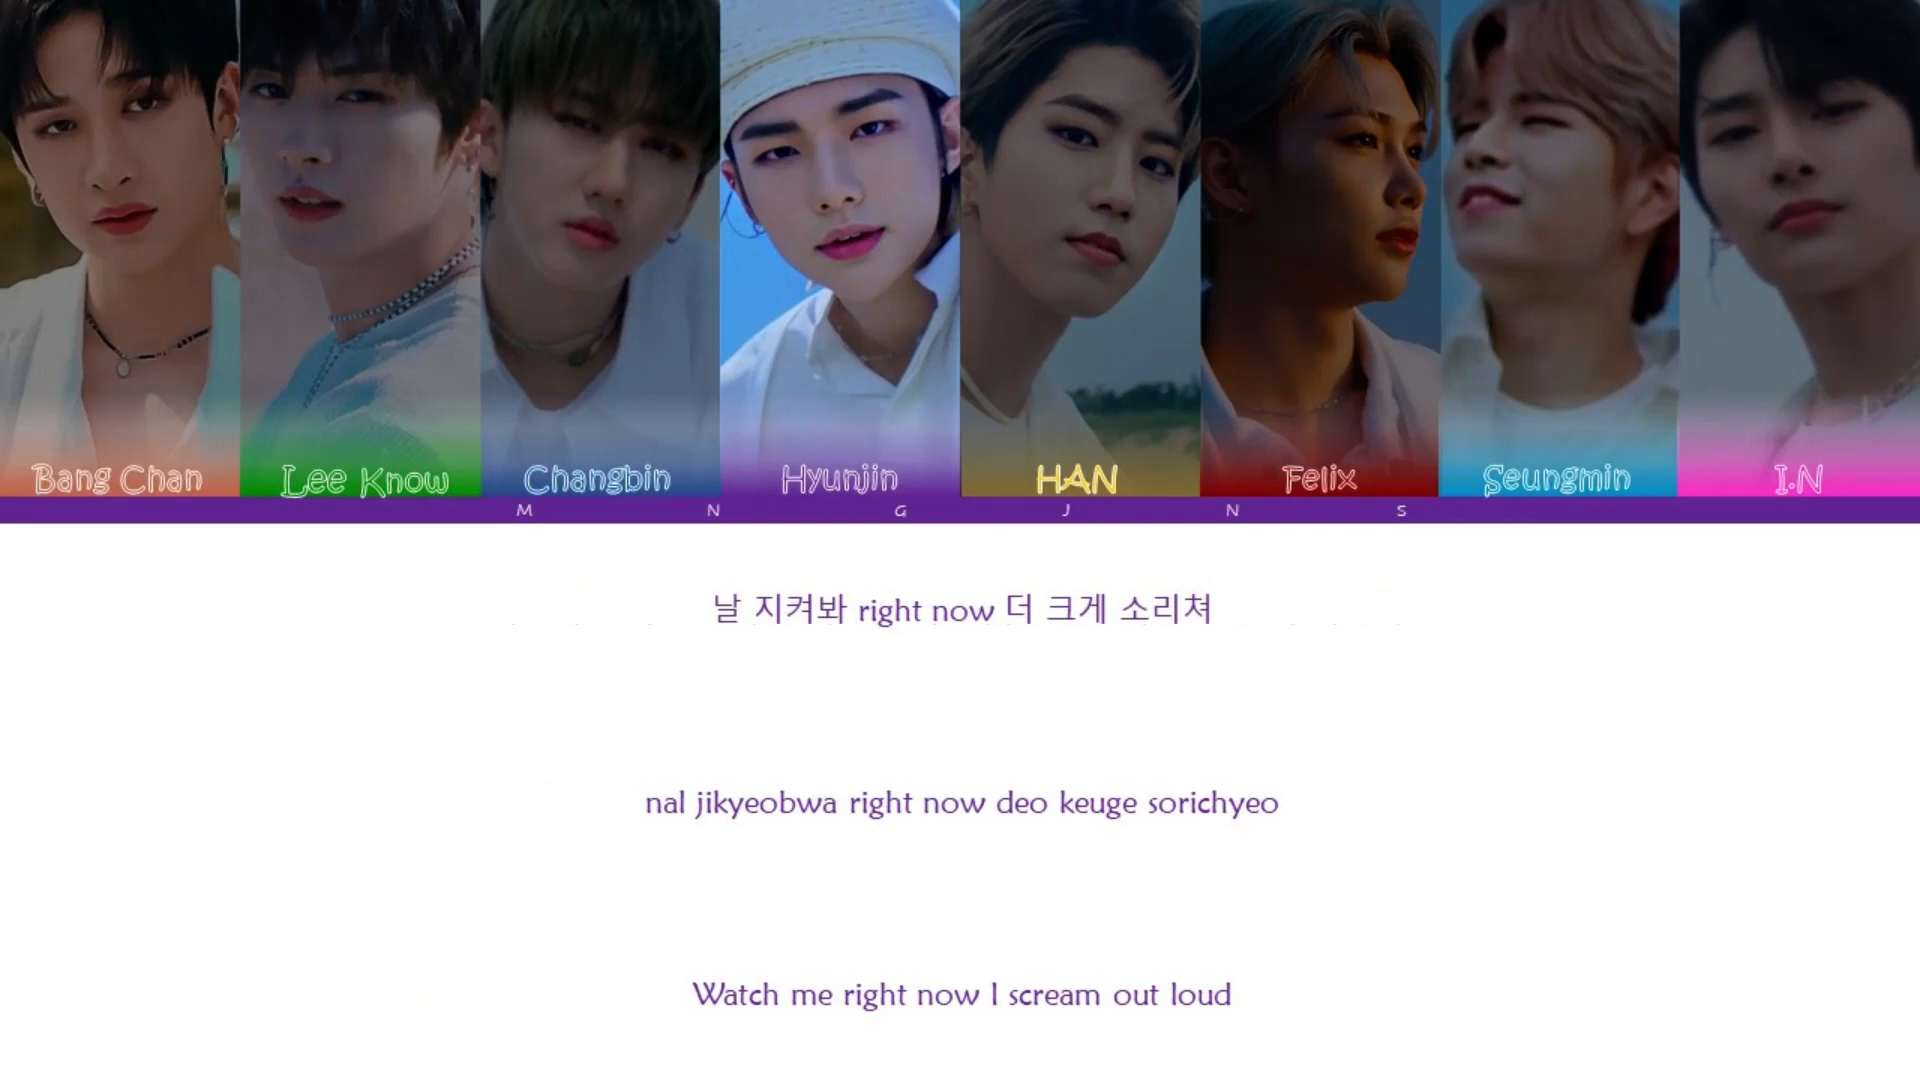 Bang Chan Lee Know Changbin Hyunjin HAN Felix Seungmin I.N
M N G J N S
날 지켜봐 right now 더 크게 소리쳐
nal jikyeobwa right now deo keuge sorichyeo
Watch me right now I scream out loud